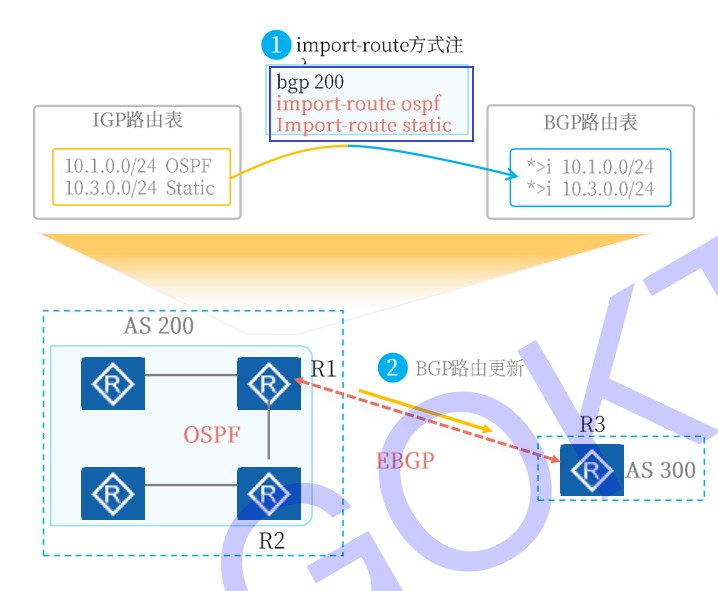 1 import-route方式注
bgp 200
import-route ospf
Import-route static
IGP路由表
10.1.0.0/24 OSPF
10.3.0.0/24 Static
BGP路由表
*>i 10.1.0.0/24
*>i 10.3.0.0/24
AS 200
R
R
R1
2 BGP路由更新
OSPF
EBGP
R3
R
AS 300
R
R
R2
GOKT